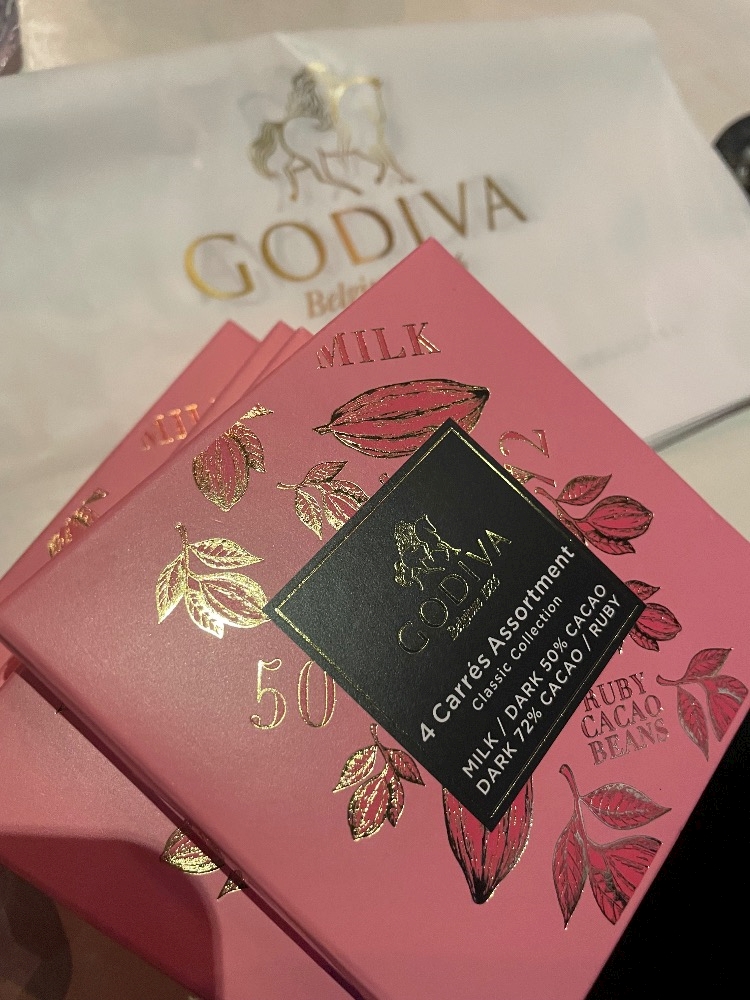 GODIVA
MILK
72
GODIVA
Belgium 1926
4 Carrés Assortment
Classic Collection
MILK / DARK 50% CACAO
DARK 72% CACAO / RUBY
50
RUBY
CACAO
BEANS